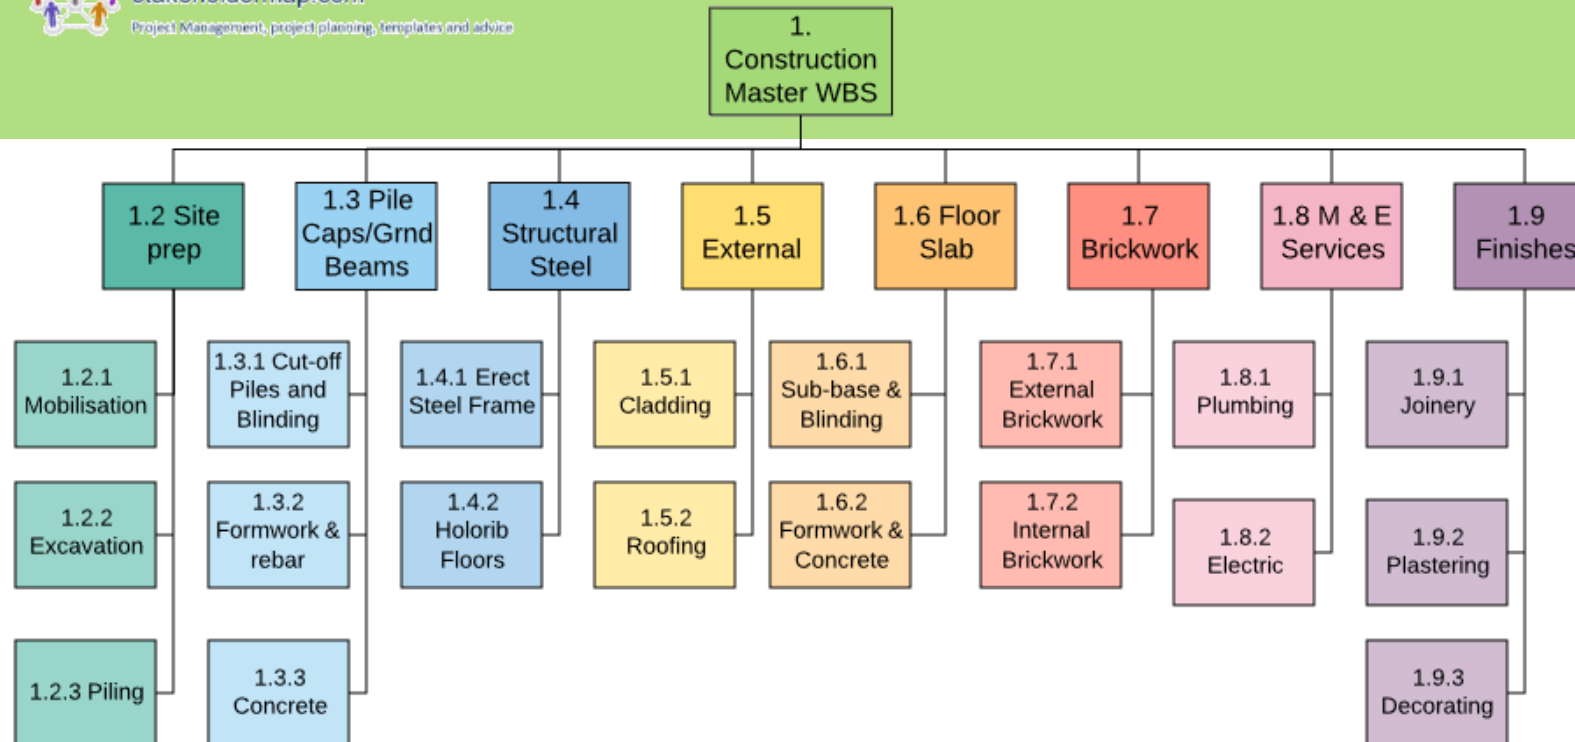 Project Management, project planning, templates and advice
1.
Construction
Master WBS
1.2 Site
prep
1.3 Pile
Caps/Grnd
Beams
1.4
Structural
Steel
1.5
External
1.6 Floor
Slab
1.7
Brickwork
1.8 M & E
Services
1.9
Finishes
1.2.1
Mobilisation
1.3.1 Cut-off
Piles and
Blinding
1.4.1 Erect
Steel Frame
1.5.1
Cladding
1.6.1
Sub-base &
Blinding
1.7.1
External
Brickwork
1.8.1
Plumbing
1.9.1
Joinery
1.2.2
Excavation
1.3.2
Formwork &
rebar
1.4.2
Holorib
Floors
1.5.2
Roofing
1.6.2
Formwork &
Concrete
1.7.2
Internal
Brickwork
1.8.2
Electric
1.9.2
Plastering
1.2.3 Piling
1.3.3
Concrete
1.9.3
Decorating